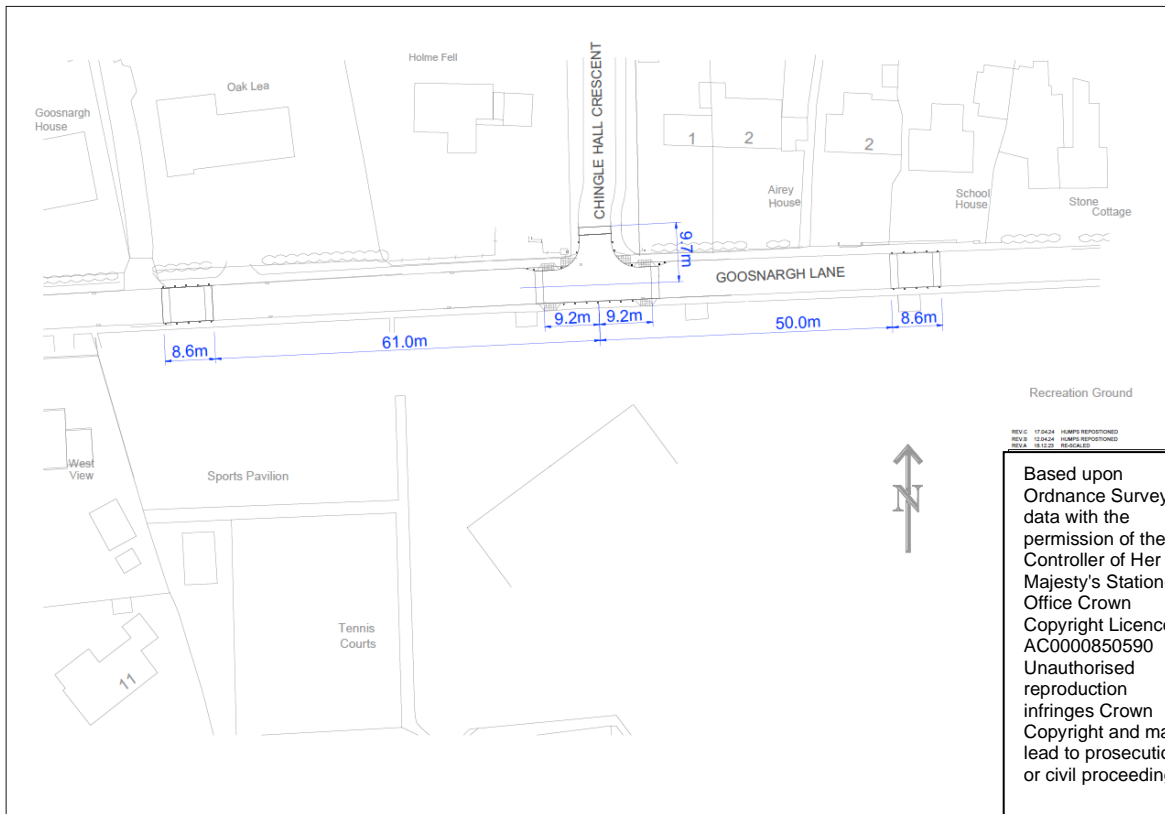 Holme Fell
Oak Lea
Goosnargh
House
CHINGLE HALL CRESCENT
1
2
2
Airey
House
School
House
Stone
Cottage
9.7m
GOOSNARGH LANE
9.2m
9.2m
50.0m
8.6m
61.0m
8.6m
Recreation Ground
REV.C 17.04.24 HUMPS REPOSTIONED
REV.B 12.04.24 HUMPS REPOSTIONED
REV.A 18.12.23 RE-SCALED
West
View
Sports Pavilion
N
Tennis
Courts
11
Based upon
Ordnance Survey
data with the
permission of the
Controller of Her
Majesty's Station
Office Crown
Copyright Licence
AC0000850590
Unauthorised
reproduction
infringes Crown
Copyright and ma
lead to prosecutio
or civil proceeding